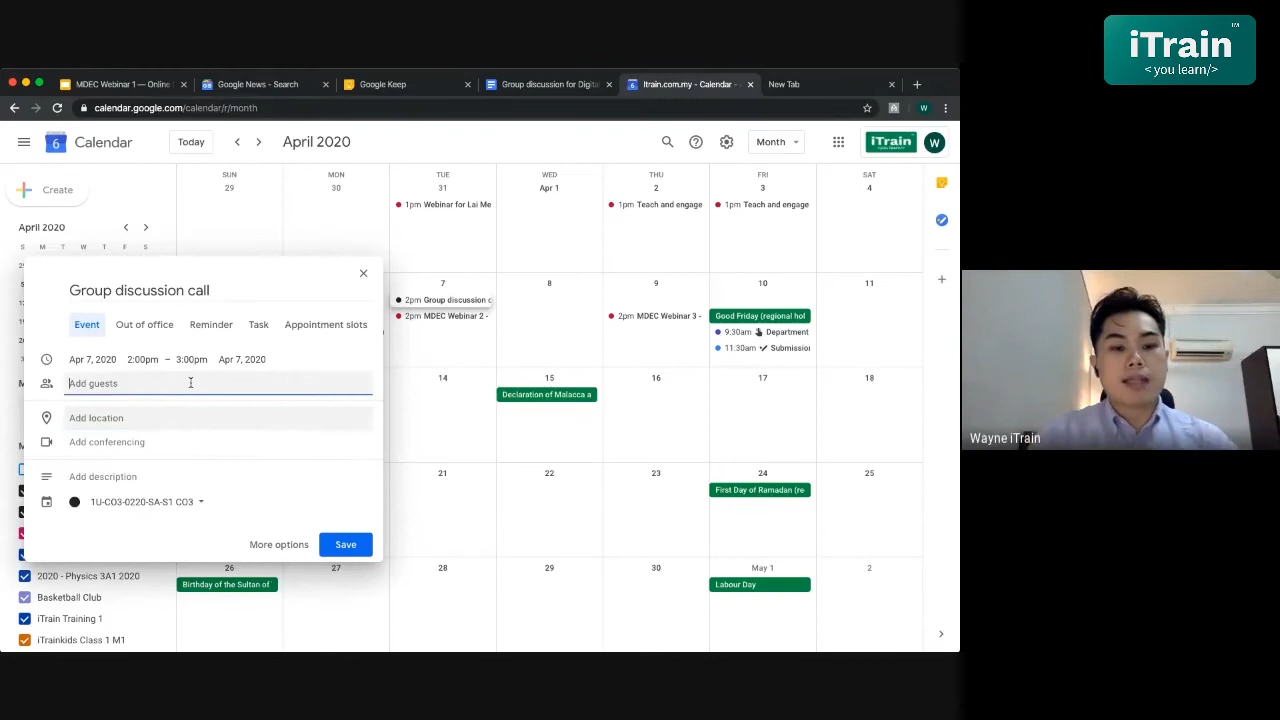 iTrain™
< you learn/>
MDEC Webinar 1 — Online
Google News - Search
Google Keep
Group discussion for Digita
Itrain.com.my - Calendar -
New Tab
calendar.google.com/calendar/r/month
W
6
Calendar
Today
April 2020
Month
iTrain
W
Create
April 2020
S M T W T F S
SUN MON TUE WED THU FRI SAT
29 30 31 Apr 1 2 3 4
1pm Webinar for Lai Me
1pm Teach and engage
1pm Teach and engage
7 8 9 10 11
2pm Group discussion c
2pm MDEC Webinar 2 -
2pm MDEC Webinar 3 -
Good Friday (regional hol
9:30am Department
11:30am Submission
14 15 16 17 18
Declaration of Malacca a
21 22 23 24 25
First Day of Ramadan (re
26 27 28 29 30 May 1 2
Birthday of the Sultan of
Labour Day
Group discussion call
Event Out of office Reminder Task Appointment slots
Apr 7, 2020 2:00pm – 3:00pm Apr 7, 2020
Add guests
Add location
Add conferencing
Add description
1U-CO3-0220-SA-S1 CO3
More options
Save
2020 - Physics 3A1 2020
Basketball Club
iTrain Training 1
iTrainkids Class 1 M1
Wayne iTrain